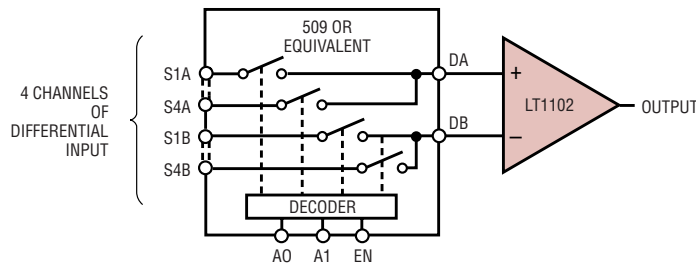 509 OR
EQUIVALENT
4 CHANNELS
OF
DIFFERENTIAL
INPUT
S1A
S4A
S1B
S4B
DA
DB
+
–
LT1102
OUTPUT
DECODER
A0 A1 EN